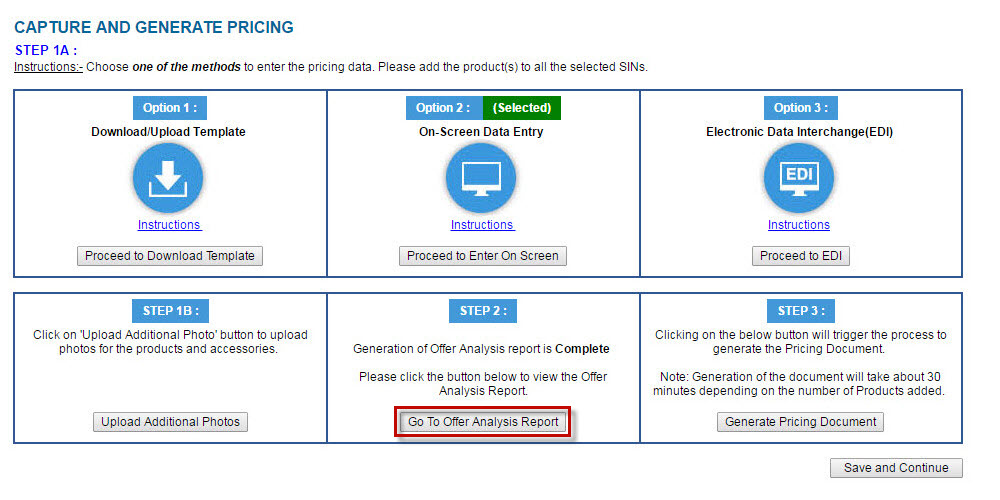 CAPTURE AND GENERATE PRICING
STEP 1A :
Instructions:- Choose one of the methods to enter the pricing data. Please add the product(s) to all the selected SINs.
Option 1 :
Download/Upload Template
Instructions
Proceed to Download Template
Option 2 : (Selected)
On-Screen Data Entry
Instructions
Proceed to Enter On Screen
Option 3 :
Electronic Data Interchange(EDI)
EDI
Instructions
Proceed to EDI
STEP 1B :
Click on 'Upload Additional Photo' button to upload
photos for the products and accessories.
Upload Additional Photos
STEP 2 :
Generation of Offer Analysis report is Complete
Please click the button below to view the Offer
Analysis Report.
Go To Offer Analysis Report
STEP 3 :
Clicking on the below button will trigger the process to
generate the Pricing Document.
Note: Generation of the document will take about 30
minutes depending on the number of Products added.
Generate Pricing Document
Save and Continue